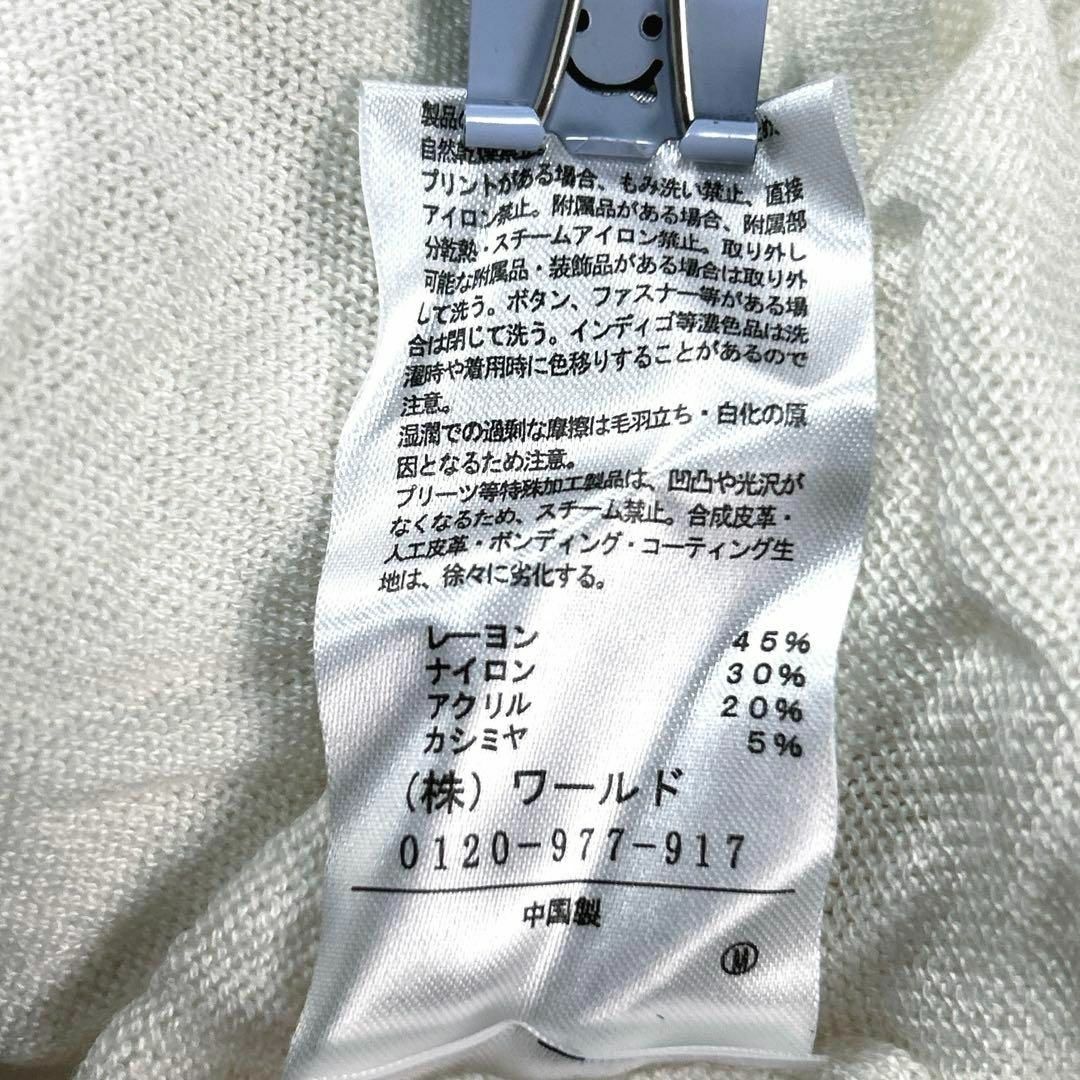 製品
自然乾燥禁止。
プリントがある場合、もみ洗い禁止、直接
アイロン禁止。附属品がある場合、附属部
分乾熱・スチームアイロン禁止。取り外し
可能な附属品・装飾品がある場合は取り外
して洗う。ボタン、ファスナー等がある場
合は閉じて洗う。インディゴ等濃色品は洗
濯時や着用時に色移りすることがあるので
注意。
湿潤での過剰な摩擦は毛羽立ち・白化の原
因となるため注意。
プリーツ等特殊加工製品は、凹凸や光沢が
なくなるため、スチーム禁止。合成皮革・
人工皮革・ボンディング・コーティング生
地は、徐々に劣化する。
レーヨン 45%
ナイロン 30%
アクリル 20%
カシミヤ 5%
(株) ワールド
0120-977-917
中国製
M